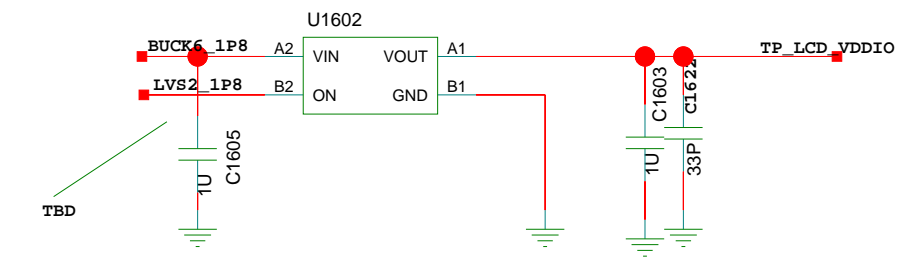 U1602
BUCK6_1P8
A2
VIN
VOUT
A1
TP_LCD_VDDIO
LVS2_1P8
B2
ON
GND
B1
C1603
C1622
C1605
1U
1U
33P
TBD